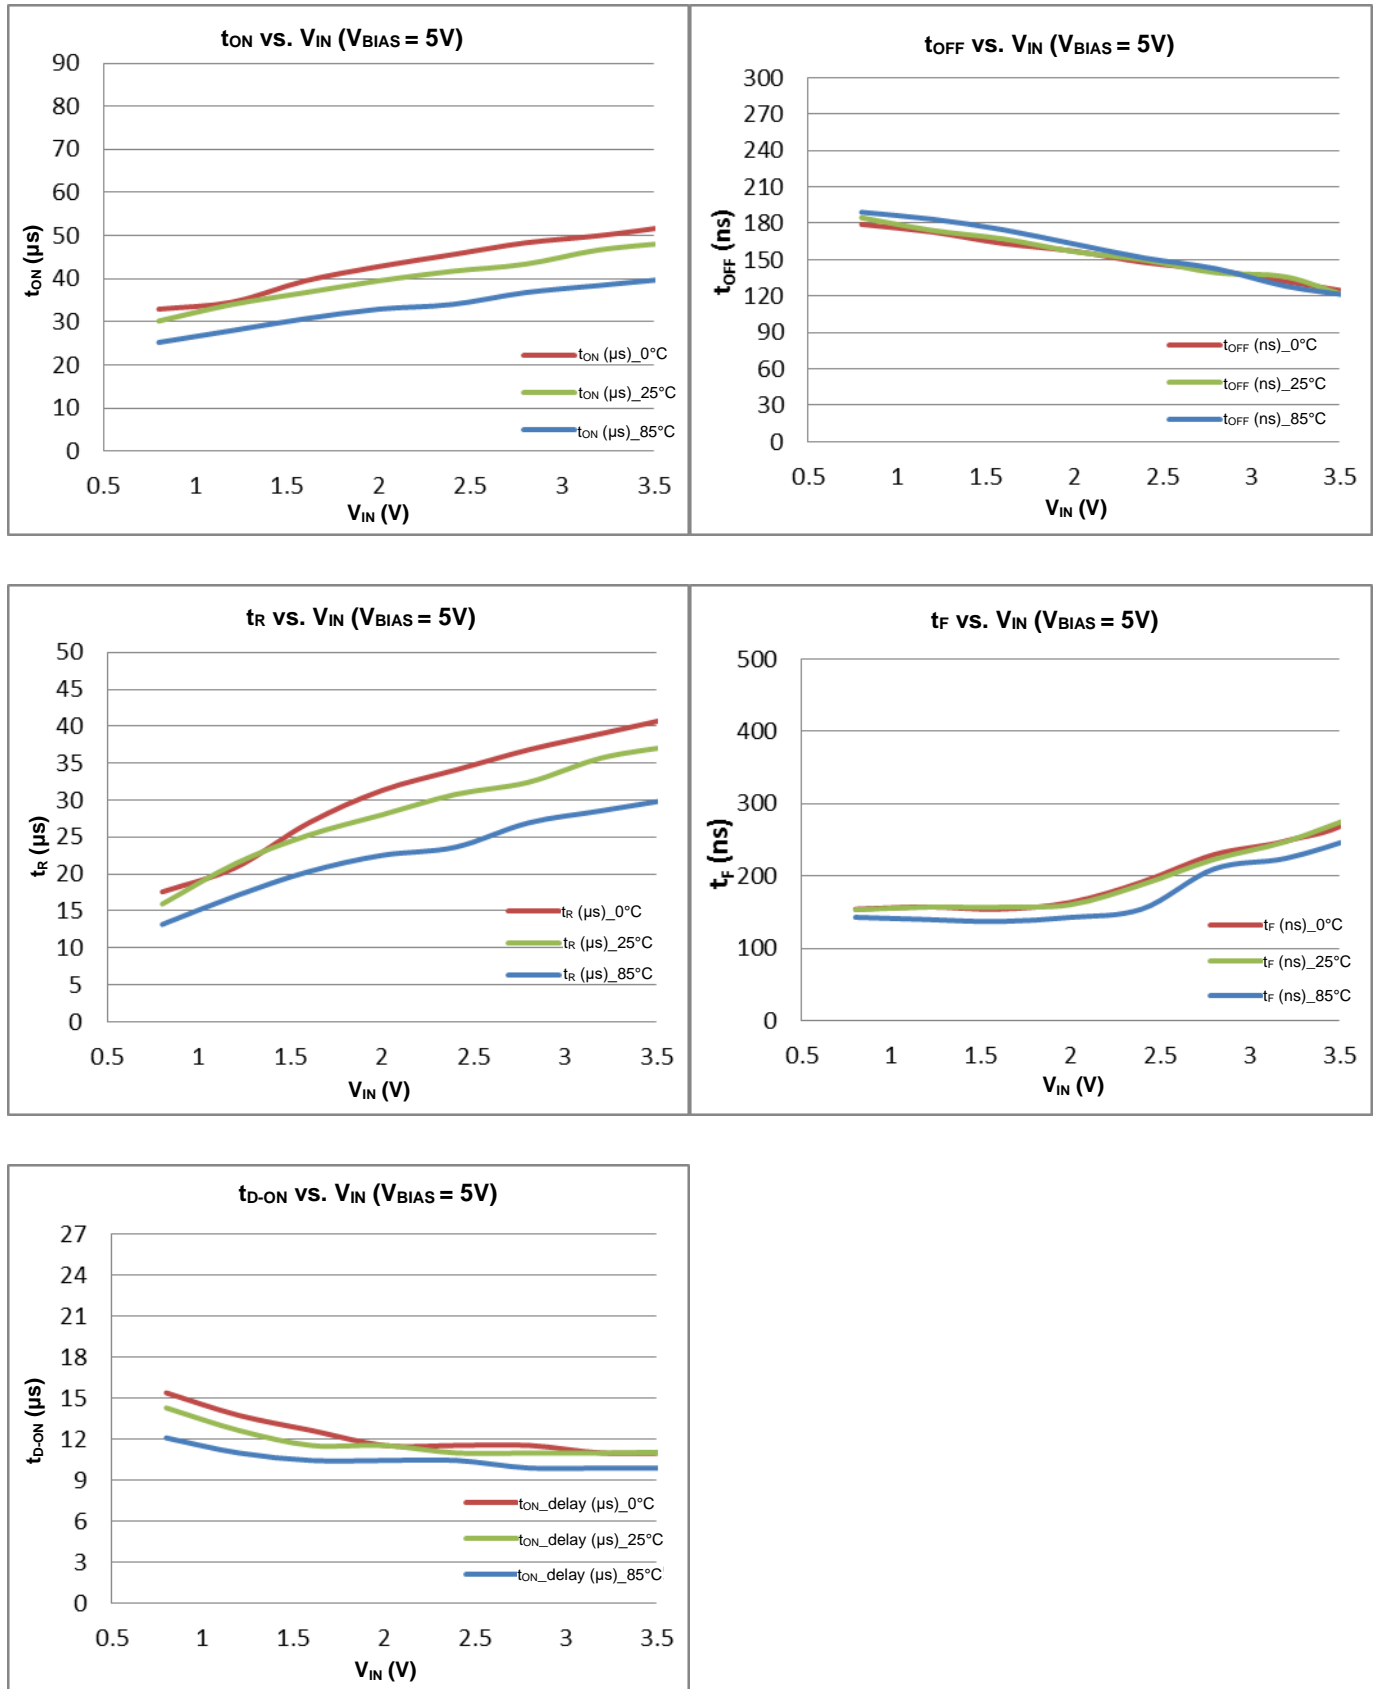 tON vs. VIN (VBIAS = 5V)
90
80
70
60
50
40
30
20
10
0
tON (µs)
tON (µs)_0°C
tON (µs)_25°C
tON (µs)_85°C
0.5 1 1.5 2 2.5 3 3.5
VIN (V)
tOFF vs. VIN (VBIAS = 5V)
300
270
240
210
180
150
120
90
60
30
0
tOFF (ns)
tOFF (ns)_0°C
tOFF (ns)_25°C
tOFF (ns)_85°C
0.5 1 1.5 2 2.5 3 3.5
VIN (V)
tR vs. VIN (VBIAS = 5V)
50
45
40
35
30
25
20
15
10
5
0
tR (µs)
tR (µs)_0°C
tR (µs)_25°C
tR (µs)_85°C
0.5 1 1.5 2 2.5 3 3.5
VIN (V)
tF vs. VIN (VBIAS = 5V)
500
400
300
200
100
0
tF (ns)
tF (ns)_0°C
tF (ns)_25°C
tF (ns)_85°C
0.5 1 1.5 2 2.5 3 3.5
VIN (V)
tD-ON vs. VIN (VBIAS = 5V)
27
24
21
18
15
12
9
6
3
0
tD-ON (µs)
tON_delay (µs)_0°C
tON_delay (µs)_25°C
tON_delay (µs)_85°C
0.5 1 1.5 2 2.5 3 3.5
VIN (V)